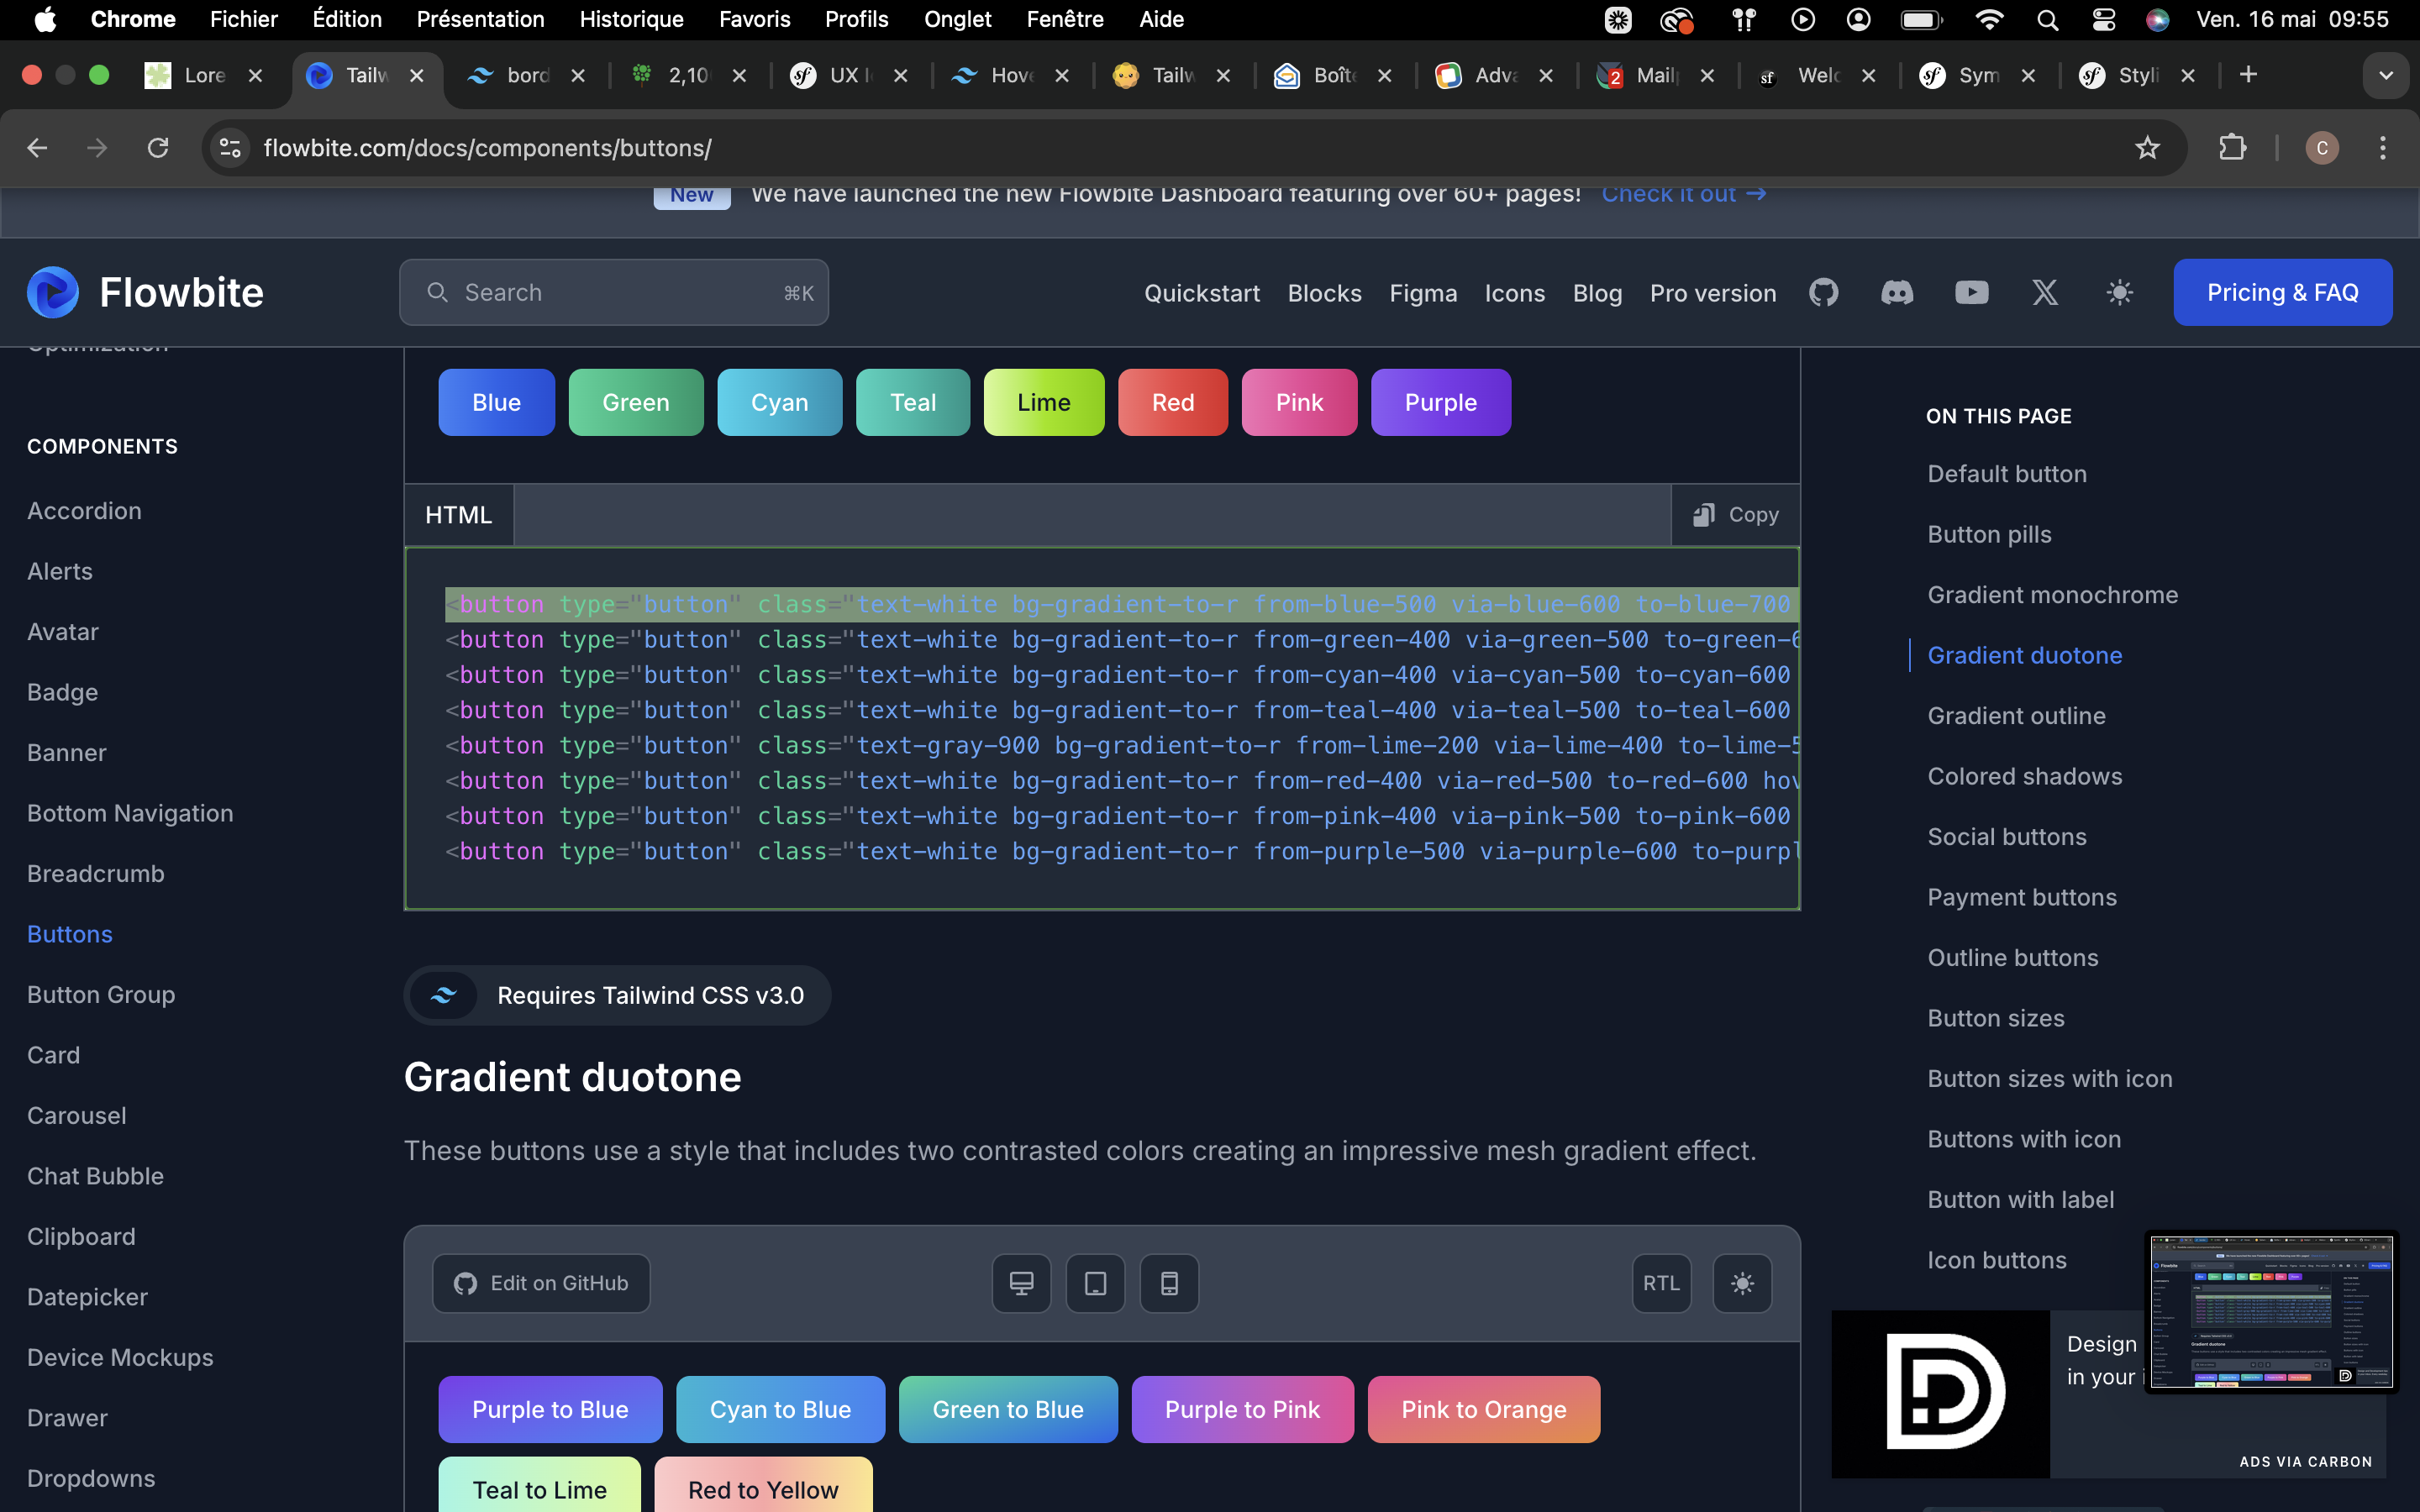 Chrome Fichier Édition Présentation Historique Favoris Profils Onglet Fenêtre Aide Ven. 16 mai 09:55
Lore Tailw bord 2,10 UX l Hove Tailw Boîte Adva 2 Mail sf Welc Sym Styli
flowbite.com/docs/components/buttons/ C
New We have launched the new Flowbite Dashboard featuring over 60+ pages! Check it out →
Flowbite Search ⌘K Quickstart Blocks Figma Icons Blog Pro version Pricing & FAQ
Optimization
COMPONENTS
Accordion
Alerts
Avatar
Badge
Banner
Bottom Navigation
Breadcrumb
Buttons
Button Group
Card
Carousel
Chat Bubble
Clipboard
Datepicker
Device Mockups
Drawer
Dropdowns
Blue Green Cyan Teal Lime Red Pink Purple
HTML Copy
<button type="button" class="text-white bg-gradient-to-r from-blue-500 via-blue-600 to-blue-700
<button type="button" class="text-white bg-gradient-to-r from-green-400 via-green-500 to-green-6
<button type="button" class="text-white bg-gradient-to-r from-cyan-400 via-cyan-500 to-cyan-600
<button type="button" class="text-white bg-gradient-to-r from-teal-400 via-teal-500 to-teal-600
<button type="button" class="text-gray-900 bg-gradient-to-r from-lime-200 via-lime-400 to-lime-5
<button type="button" class="text-white bg-gradient-to-r from-red-400 via-red-500 to-red-600 hov
<button type="button" class="text-white bg-gradient-to-r from-pink-400 via-pink-500 to-pink-600
<button type="button" class="text-white bg-gradient-to-r from-purple-500 via-purple-600 to-purpl
Requires Tailwind CSS v3.0
Gradient duotone
These buttons use a style that includes two contrasted colors creating an impressive mesh gradient effect.
Edit on GitHub RTL
Purple to Blue Cyan to Blue Green to Blue Purple to Pink Pink to Orange
Teal to Lime Red to Yellow
ON THIS PAGE
Default button
Button pills
Gradient monochrome
Gradient duotone
Gradient outline
Colored shadows
Social buttons
Payment buttons
Outline buttons
Button sizes
Button sizes with icon
Buttons with icon
Button with label
Icon buttons
Design
in your
ADS VIA CARBON